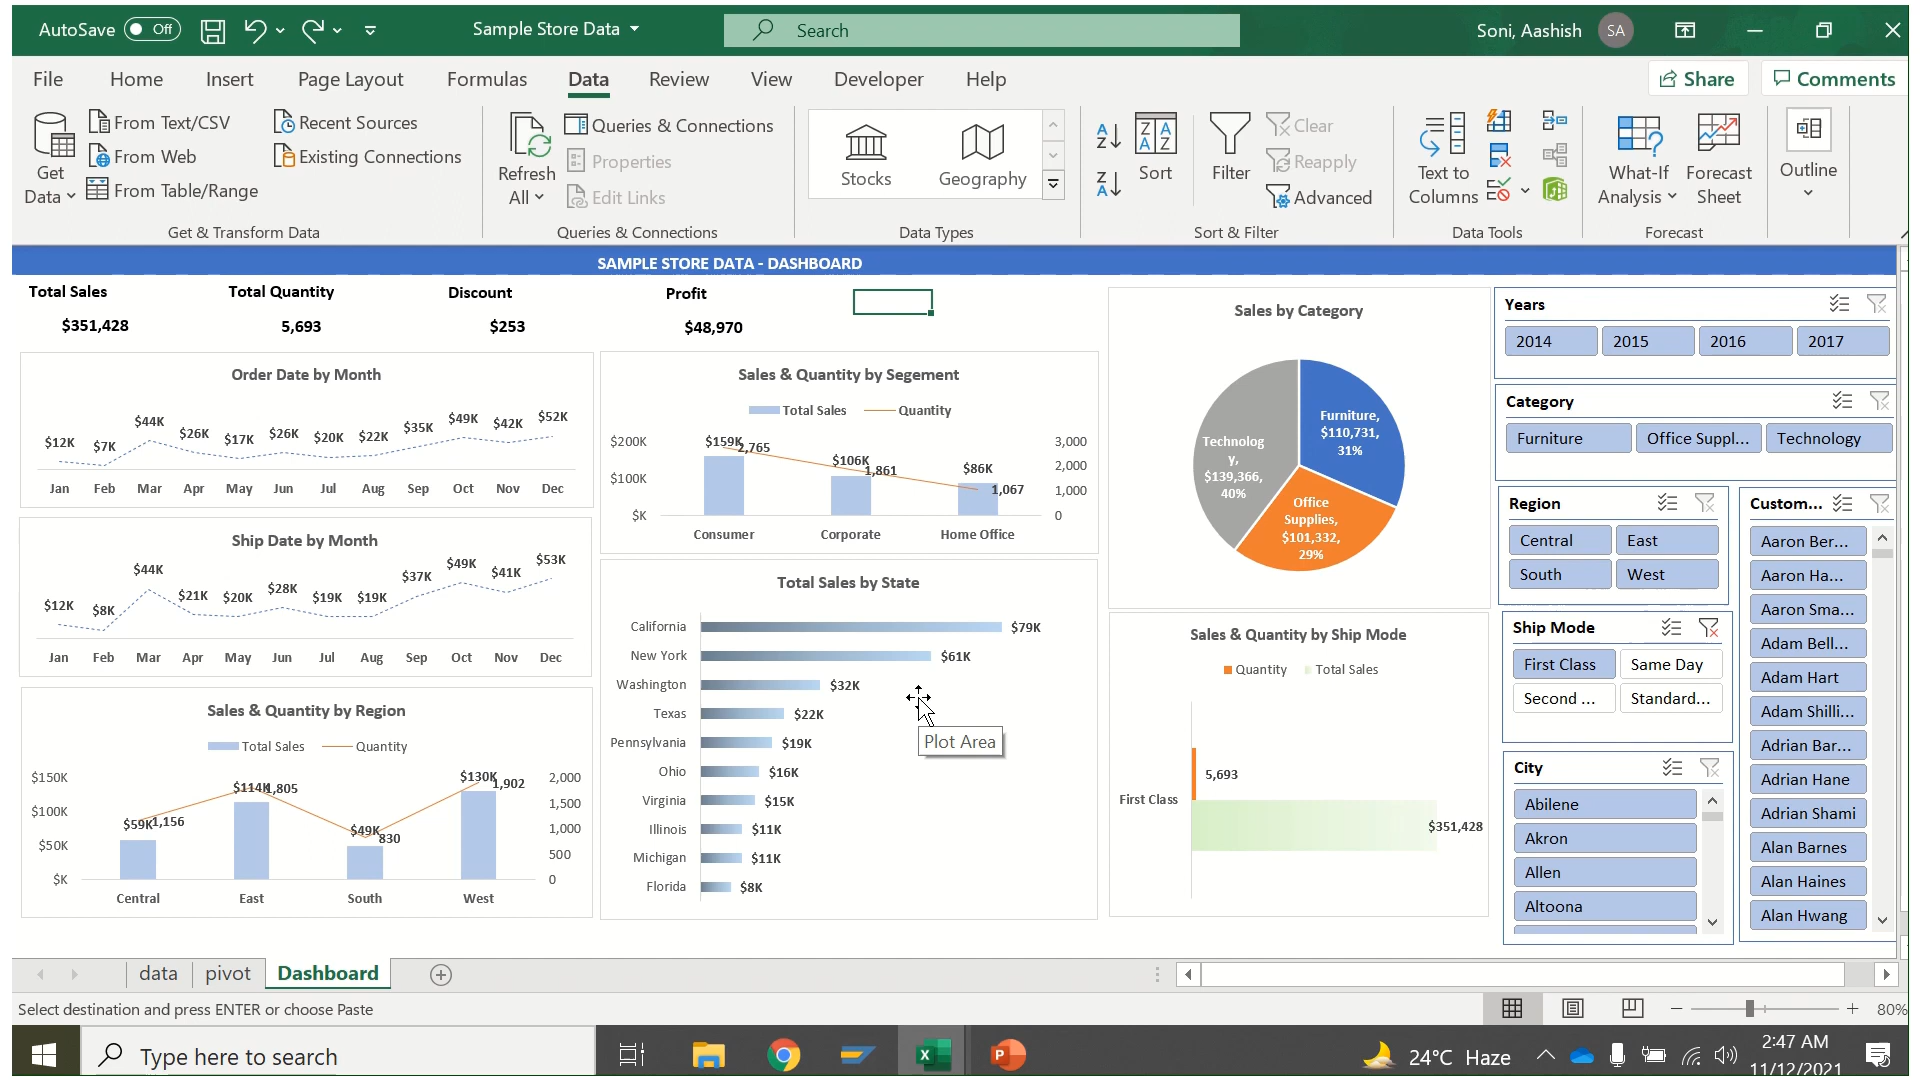 AutoSave Off Sample Store Data Search Soni, Aashish SA
File Home Insert Page Layout Formulas Data Review View Developer Help Share Comments
Get Data
From Text/CSV
From Web
From Table/Range
Recent Sources
Existing Connections
Get & Transform Data
Refresh All
Queries & Connections
Properties
Edit Links
Queries & Connections
Stocks Geography
Data Types
Sort
Filter
Clear
Reapply
Advanced
Sort & Filter
Text to Columns
Data Tools
What-If Analysis
Forecast Sheet
Forecast
Outline
SAMPLE STORE DATA - DASHBOARD
Total Sales Total Quantity Discount Profit
$351,428 5,693 $253 $48,970
Order Date by Month
$12K $7K $44K $26K $17K $26K $20K $22K $35K $49K $42K $52K
Jan Feb Mar Apr May Jun Jul Aug Sep Oct Nov Dec
Ship Date by Month
$12K $8K $44K $21K $20K $28K $19K $19K $37K $49K $41K $53K
Jan Feb Mar Apr May Jun Jul Aug Sep Oct Nov Dec
Sales & Quantity by Region
Total Sales Quantity
$150K
$100K
$50K
$K
$59K 1,156 $114K 1,805 $49K 830 $130K 1,902
2,000
1,500
1,000
500
0
Central East South West
Sales & Quantity by Segement
Total Sales Quantity
$200K
$100K
$K
$159K 2,765 $106K 1,861 $86K 1,067
3,000
2,000
1,000
0
Consumer Corporate Home Office
Total Sales by State
California $79K
New York $61K
Washington $32K
Texas $22K
Pennsylvania $19K
Ohio $16K
Virginia $15K
Illinois $11K
Michigan $11K
Florida $8K
Plot Area
Sales by Category
Furniture,
$110,731,
31%
Technolog
y,
$139,366,
40%
Office
Supplies,
$101,332,
29%
Sales & Quantity by Ship Mode
Quantity Total Sales
First Class
5,693
$351,428
Years
2014 2015 2016 2017
Category
Furniture Office Suppl... Technology
Region
Central East
South West
Ship Mode
First Class Same Day
Second ... Standard...
City
Abilene
Akron
Allen
Altoona
Custom...
Aaron Ber...
Aaron Ha...
Aaron Sma...
Adam Bell...
Adam Hart
Adam Shilli...
Adrian Bar...
Adrian Hane
Adrian Shami
Alan Barnes
Alan Haines
Alan Hwang
data pivot Dashboard
Select destination and press ENTER or choose Paste 80%
Type here to search
24°C Haze
2:47 AM
11/12/2021